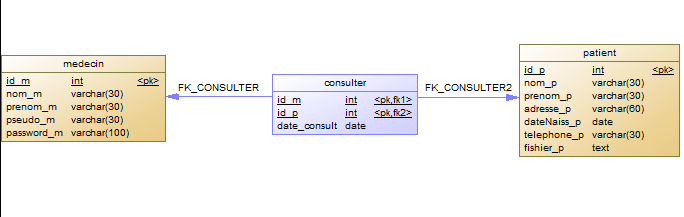 medecin
id_m int <pk>
nom_m varchar(30)
prenom_m varchar(30)
pseudo_m varchar(30)
password_m varchar(100)
FK_CONSULTER
consulter
id_m int <pk,fk1>
id_p int <pk,fk2>
date_consult date
FK_CONSULTER2
patient
id_p int <pk>
nom_p varchar(30)
prenom_p varchar(30)
adresse_p varchar(60)
dateNaiss_p date
telephone_p varchar(30)
fishier_p text